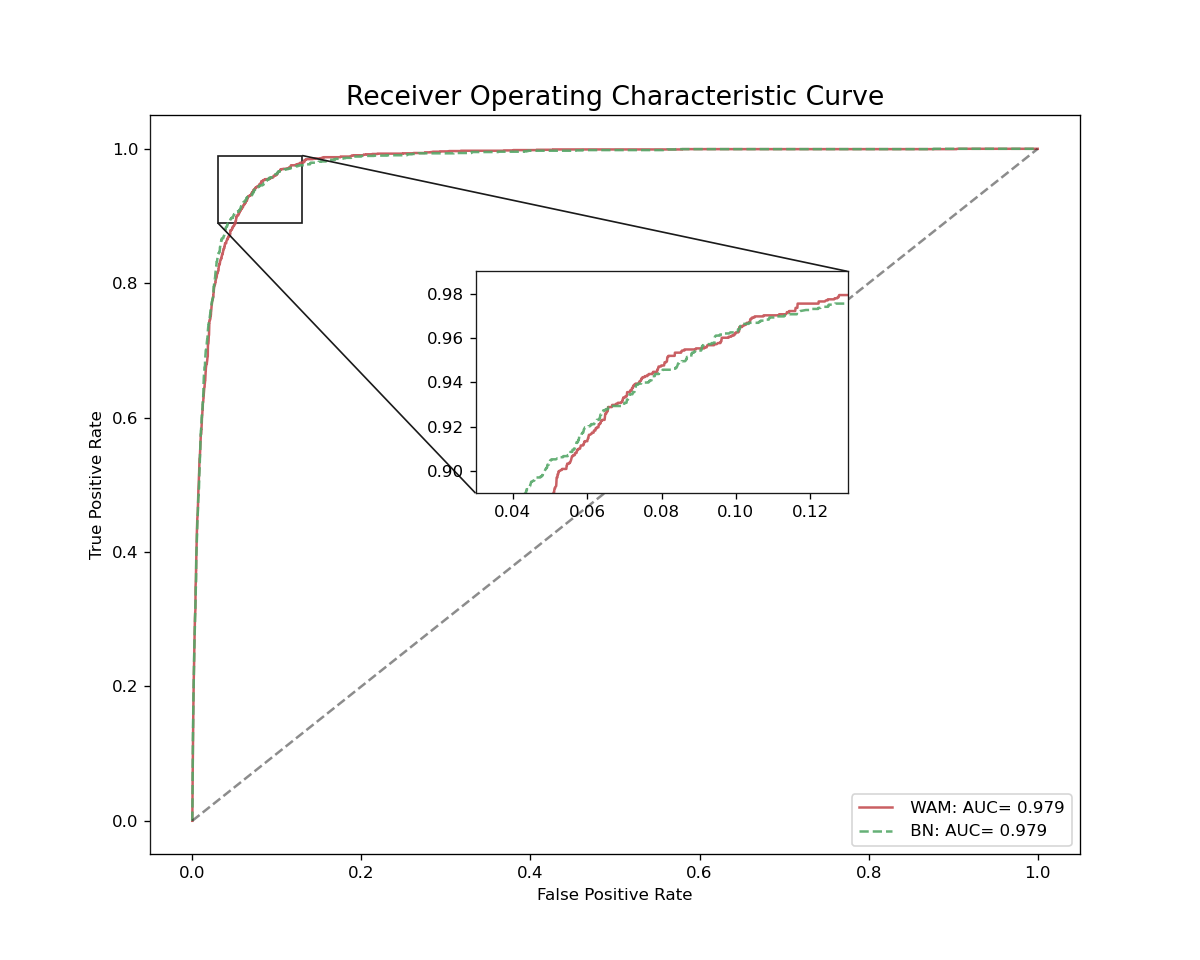 Receiver Operating Characteristic Curve
True Positive Rate
1.0
0.8
0.6
0.4
0.2
0.0
0.98
0.96
0.94
0.92
0.90
0.04 0.06 0.08 0.10 0.12
WAM: AUC= 0.979
BN: AUC= 0.979
0.0 0.2 0.4 0.6 0.8 1.0
False Positive Rate